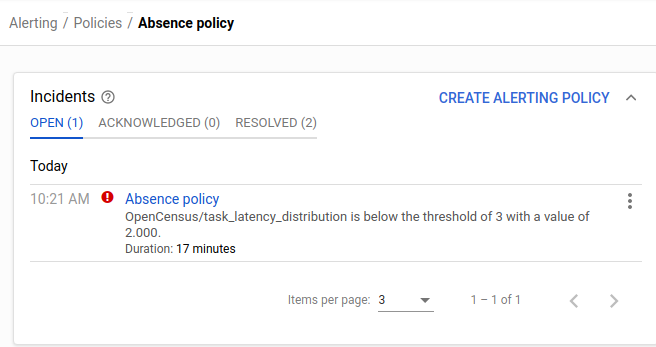 Alerting / Policies / Absence policy
Incidents
CREATE ALERTING POLICY
OPEN (1) ACKNOWLEDGED (0) RESOLVED (2)
Today
10:21 AM Absence policy
OpenCensus/task_latency_distribution is below the threshold of 3 with a value of
2.000.
Duration: 17 minutes
Items per page: 3 1 – 1 of 1